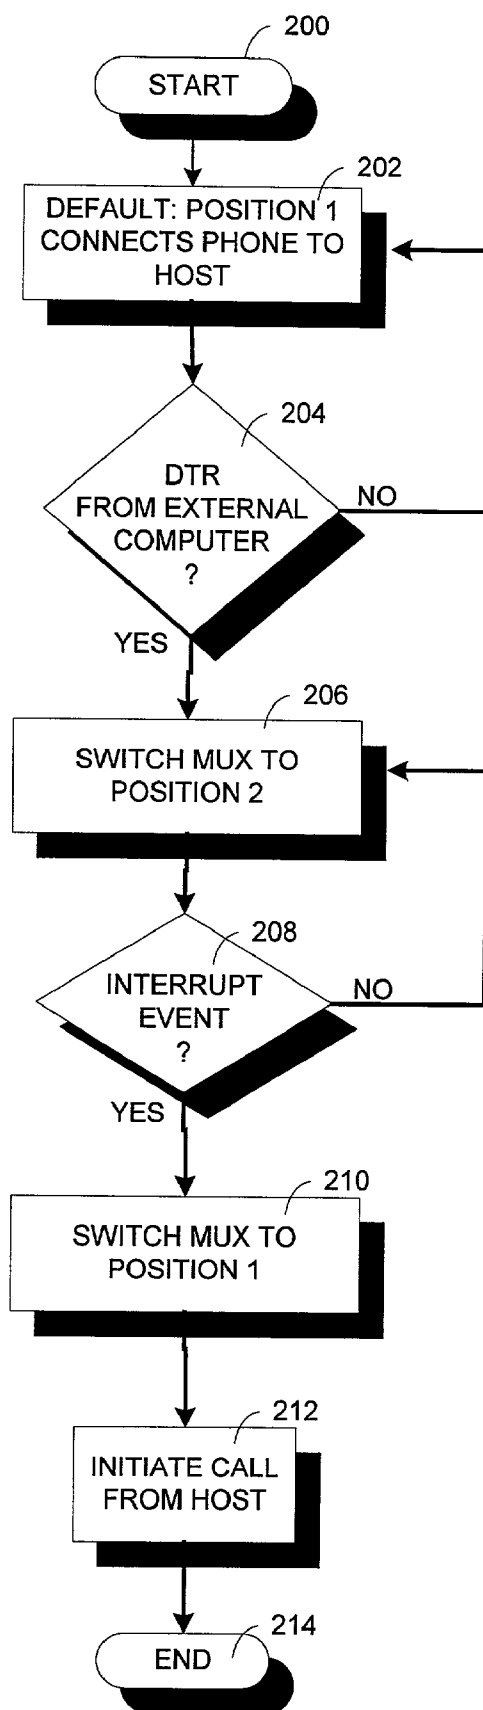 200
START
202
DEFAULT: POSITION 1
CONNECTS PHONE TO
HOST
204
DTR
FROM EXTERNAL
COMPUTER
?
NO
YES
206
SWITCH MUX TO
POSITION 2
208
INTERRUPT
EVENT
?
NO
YES
210
SWITCH MUX TO
POSITION 1
212
INITIATE CALL
FROM HOST
214
END